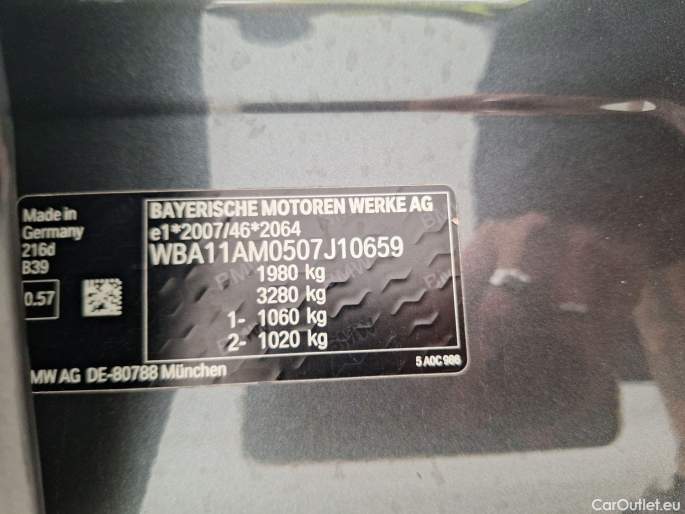 Made in
Germany
216d
B39
0.57
BAYERISCHE MOTOREN WERKE AG
e1*2007/46*2064
WBA11AM0507J10659
1980 kg
3280 kg
1- 1060 kg
2- 1020 kg
MW AG DE-80788 München
5 A0C 986
CarOutlet.eu